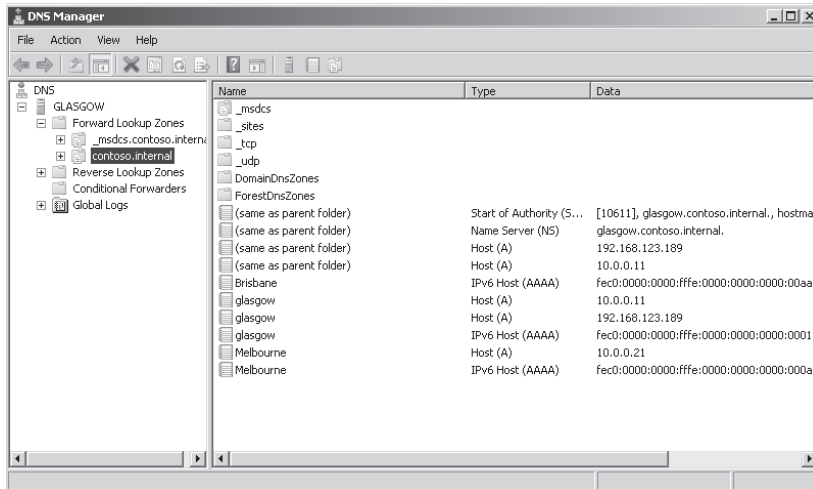 DNS Manager
File Action View Help
DNS
GLASGOW
Forward Lookup Zones
_msdcs.contoso.interna
contoso.internal
Reverse Lookup Zones
Conditional Forwarders
Global Logs
Name Type Data
_msdcs
_sites
_tcp
_udp
DomainDnsZones
ForestDnsZones
(same as parent folder) Start of Authority (S... [10611], glasgow.contoso.internal., hostma
(same as parent folder) Name Server (NS) glasgow.contoso.internal.
(same as parent folder) Host (A) 192.168.123.189
(same as parent folder) Host (A) 10.0.0.11
Brisbane IPv6 Host (AAAA) fec0:0000:0000:fffe:0000:0000:0000:00aa
glasgow Host (A) 10.0.0.11
glasgow Host (A) 192.168.123.189
glasgow IPv6 Host (AAAA) fec0:0000:0000:fffe:0000:0000:0000:0001
Melbourne Host (A) 10.0.0.21
Melbourne IPv6 Host (AAAA) fec0:0000:0000:fffe:0000:0000:0000:000a